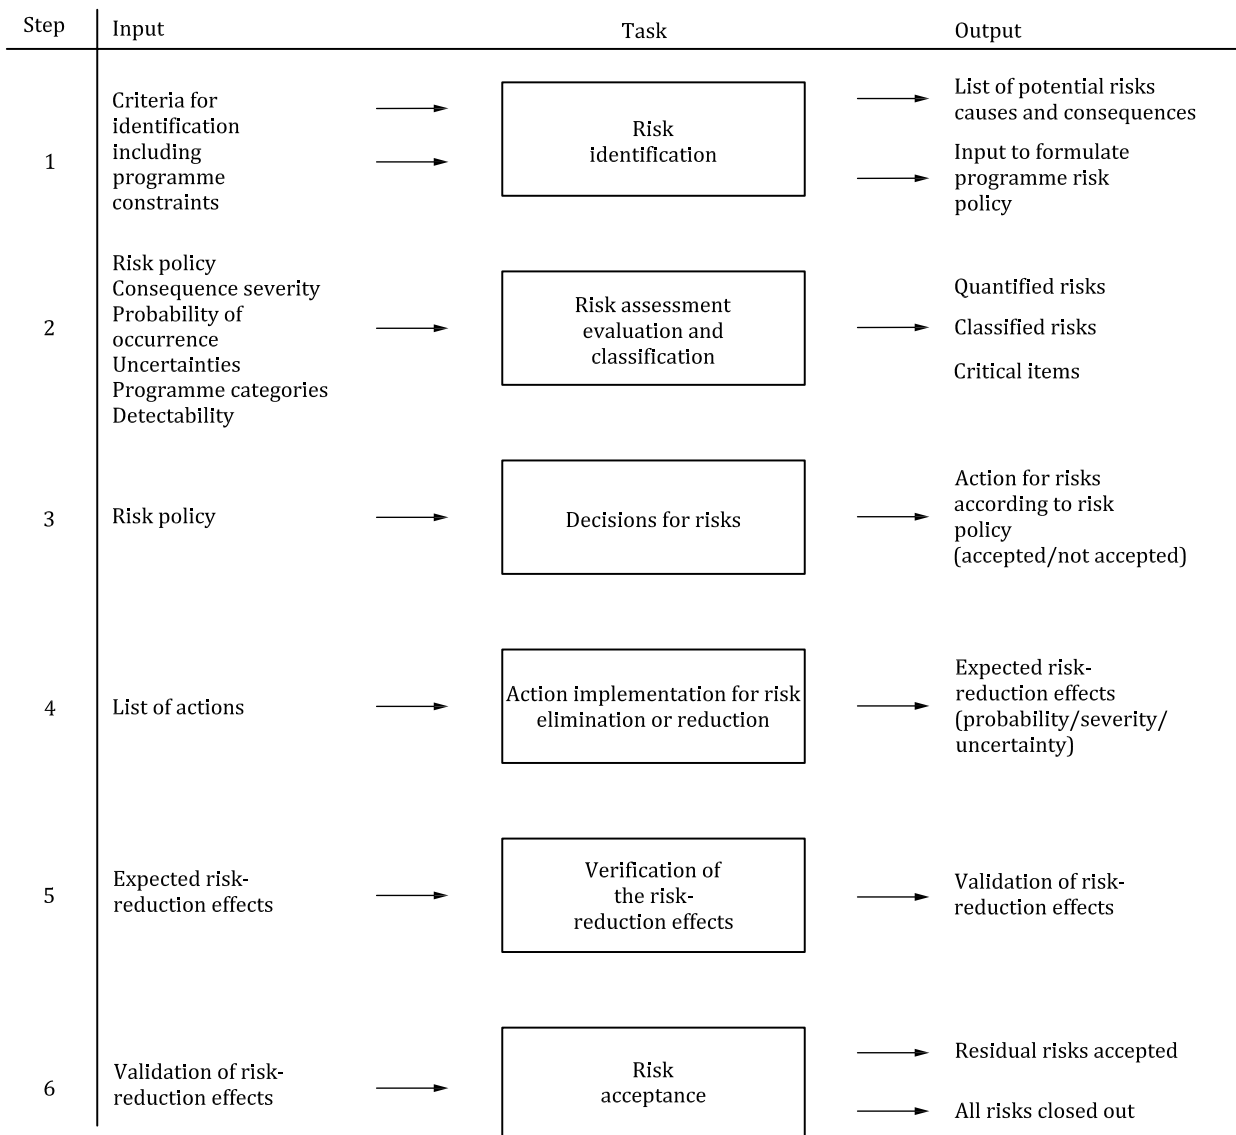 Step Input Task Output
1
Criteria for
identification
including
programme
constraints
Risk
identification
List of potential risks
causes and consequences
Input to formulate
programme risk
policy
2
Risk policy
Consequence severity
Probability of
occurrence
Uncertainties
Programme categories
Detectability
Risk assessment
evaluation and
classification
Quantified risks
Classified risks
Critical items
3
Risk policy
Decisions for risks
Action for risks
according to risk
policy
(accepted/not accepted)
4
List of actions
Action implementation for risk
elimination or reduction
Expected risk-
reduction effects
(probability/severity/
uncertainty)
5
Expected risk-
reduction effects
Verification of
the risk-
reduction effects
Validation of risk-
reduction effects
6
Validation of risk-
reduction effects
Risk
acceptance
Residual risks accepted
All risks closed out